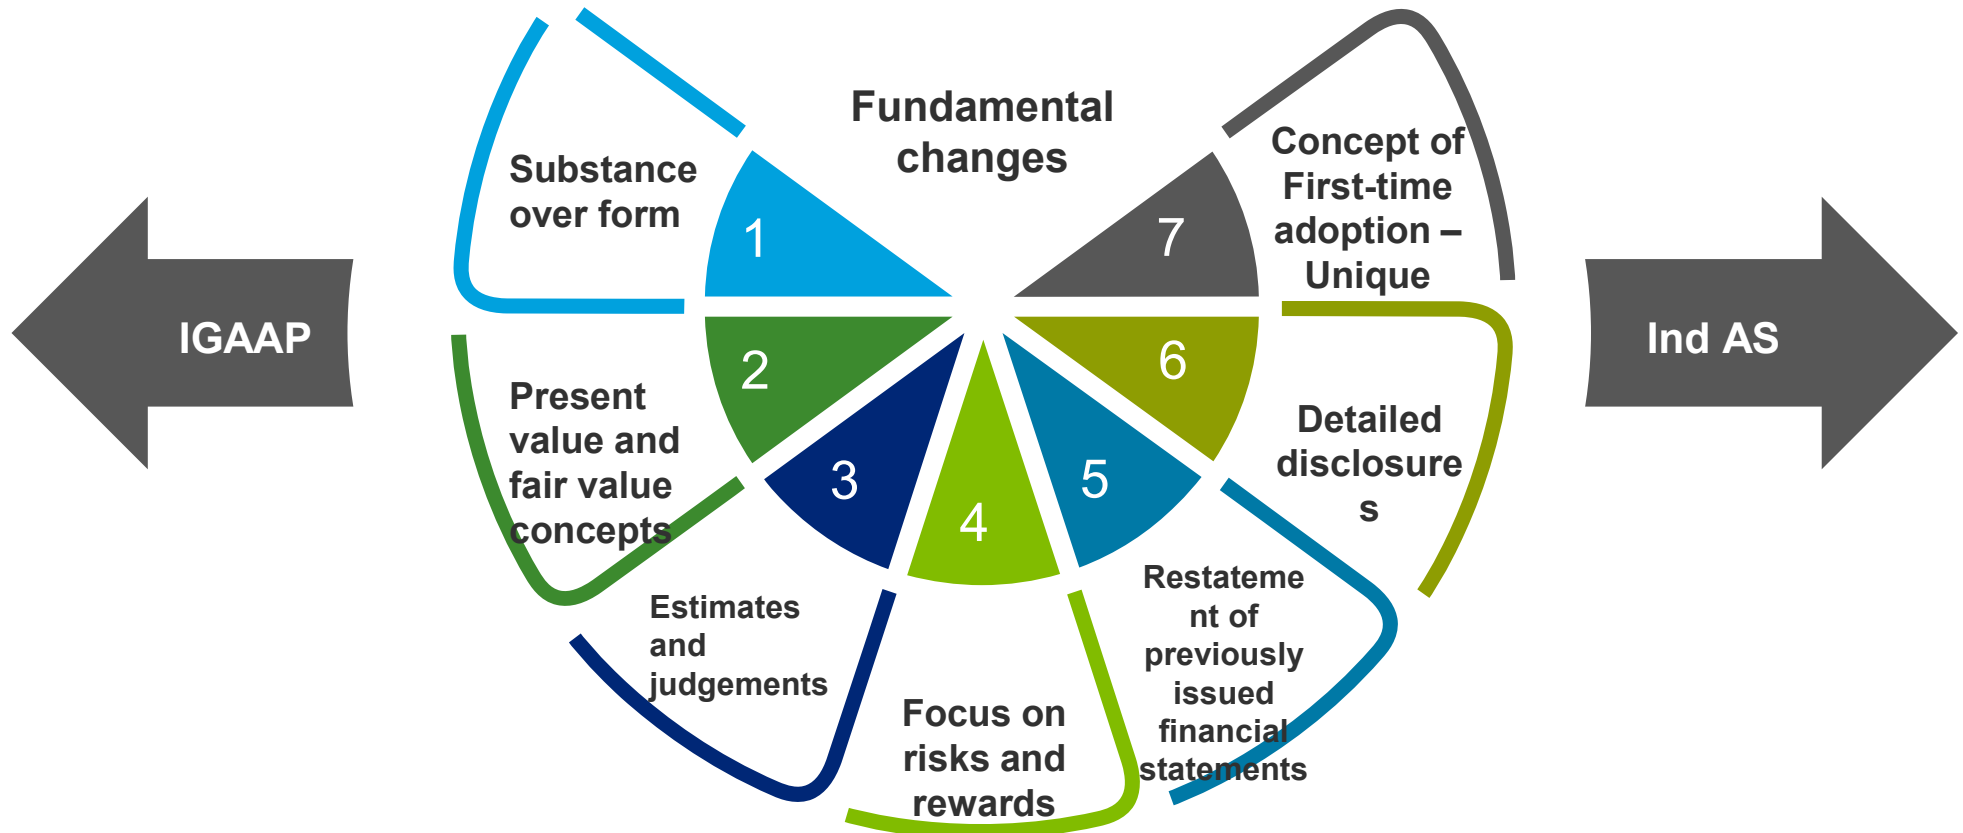 Fundamental
changes
IGAAP
Ind AS
1
Substance
over form
2
Present
value and
fair value
concepts
3
Estimates
and
judgements
4
Focus on
risks and
rewards
5
Restateme
nt of
previously
issued
financial
statements
6
Detailed
disclosure
s
7
Concept of
First-time
adoption –
Unique